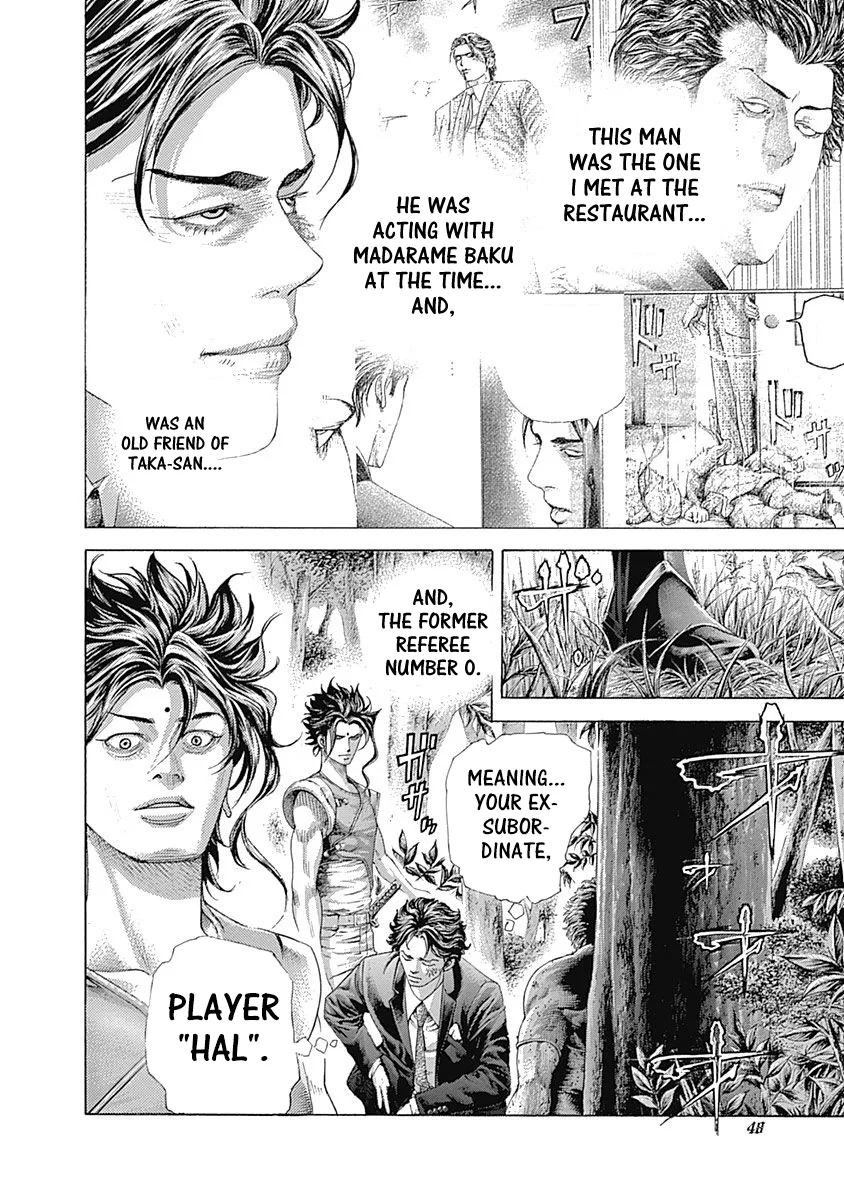 THIS MAN
WAS THE ONE
I MET AT THE
RESTAURANT...
HE WAS
ACTING WITH
MADARAME BAKU
AT THE TIME...
AND,
WAS AN
OLD FRIEND OF
TAKA-SAN....
AND,
THE FORMER
REFEREE
NUMBER 0.
MEANING...
YOUR EX-
SUBOR-
DINATE,
PLAYER
"HAL".